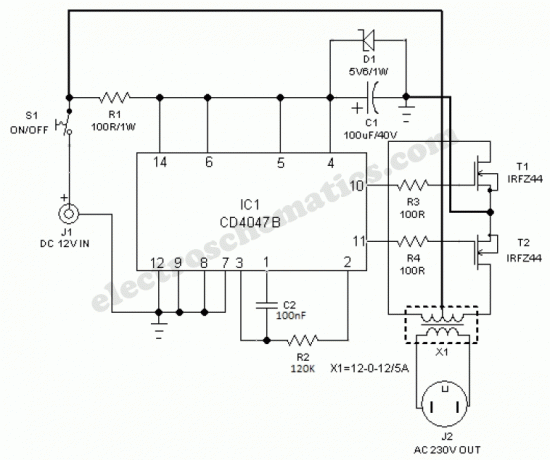 D1
5V6/1W
S1
ON/OFF
R1
100R/1W
+
C1
100uF/40V
14
6
5
4
T1
IRFZ44
IC1
CD4047B
10
R3
100R
+
J1
DC 12V IN
11
R4
100R
T2
IRFZ44
12
9
8
7
3
1
2
C2
100nF
R2
120K
X1=12-0-12/5A
X1
J2
AC 230V OUT
electroschematics.com